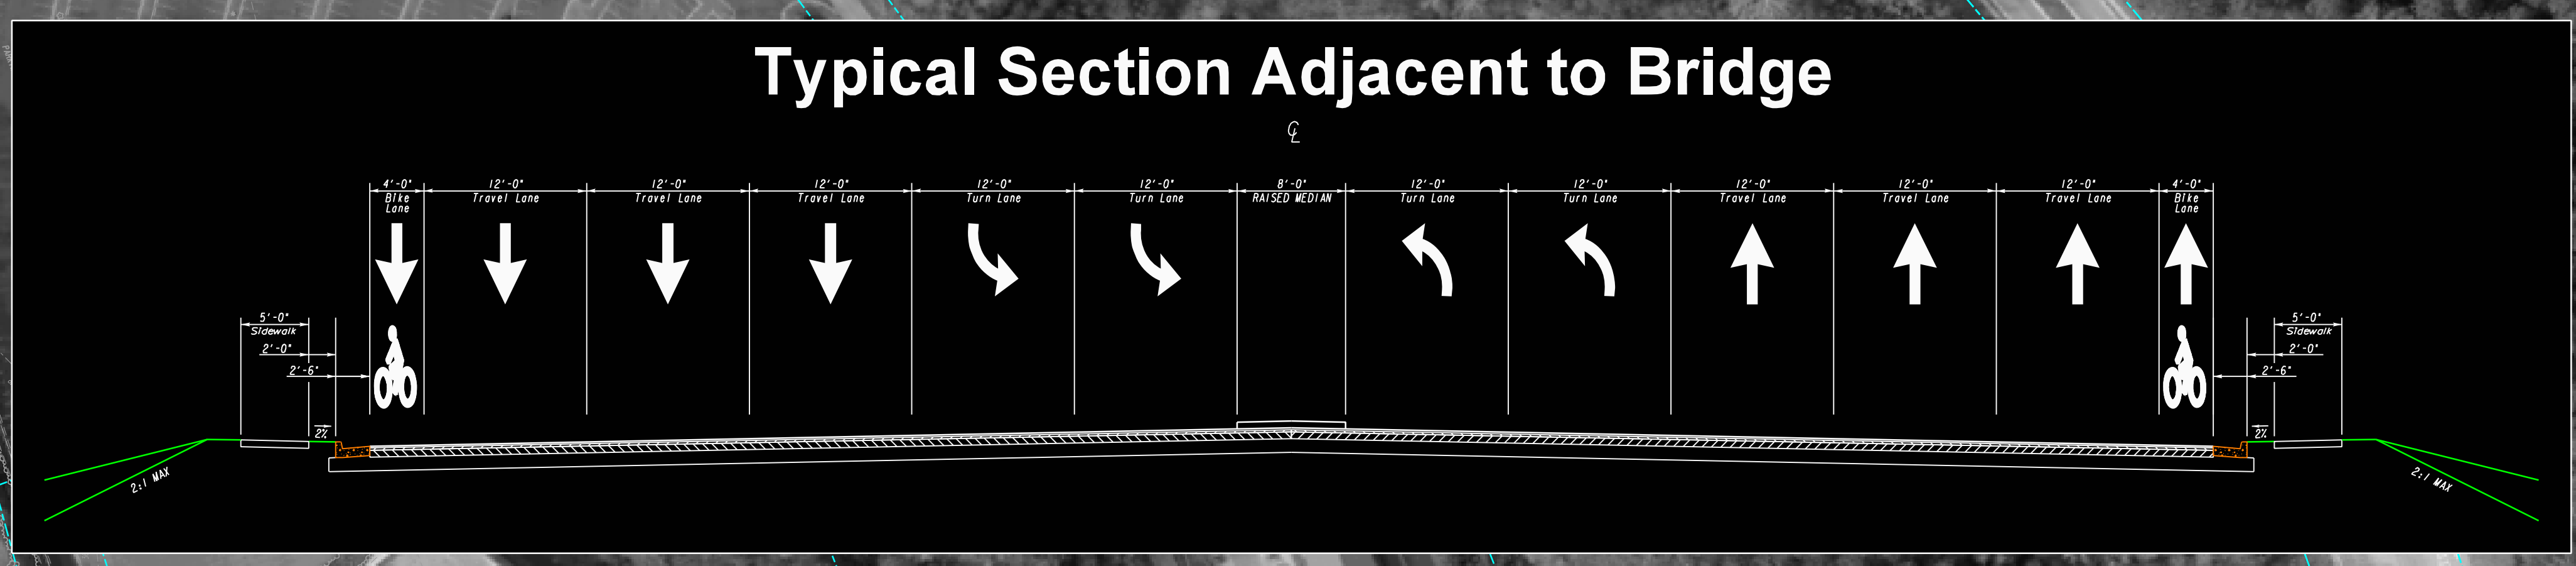 Typical Section Adjacent to Bridge
℄
4'-0" 12'-0" 12'-0" 12'-0" 12'-0" 12'-0" 8'-0" 12'-0" 12'-0" 12'-0" 12'-0" 12'-0" 4'-0"
Bike Travel Lane Travel Lane Travel Lane Turn Lane Turn Lane RAISED MEDIAN Turn Lane Turn Lane Travel Lane Travel Lane Travel Lane Bike
Lane Lane
5'-0" 5'-0"
Sidewalk Sidewalk
2'-0" 2'-0"
2'-6" 2'-6"
2% 2%
2:1 MAX 2:1 MAX